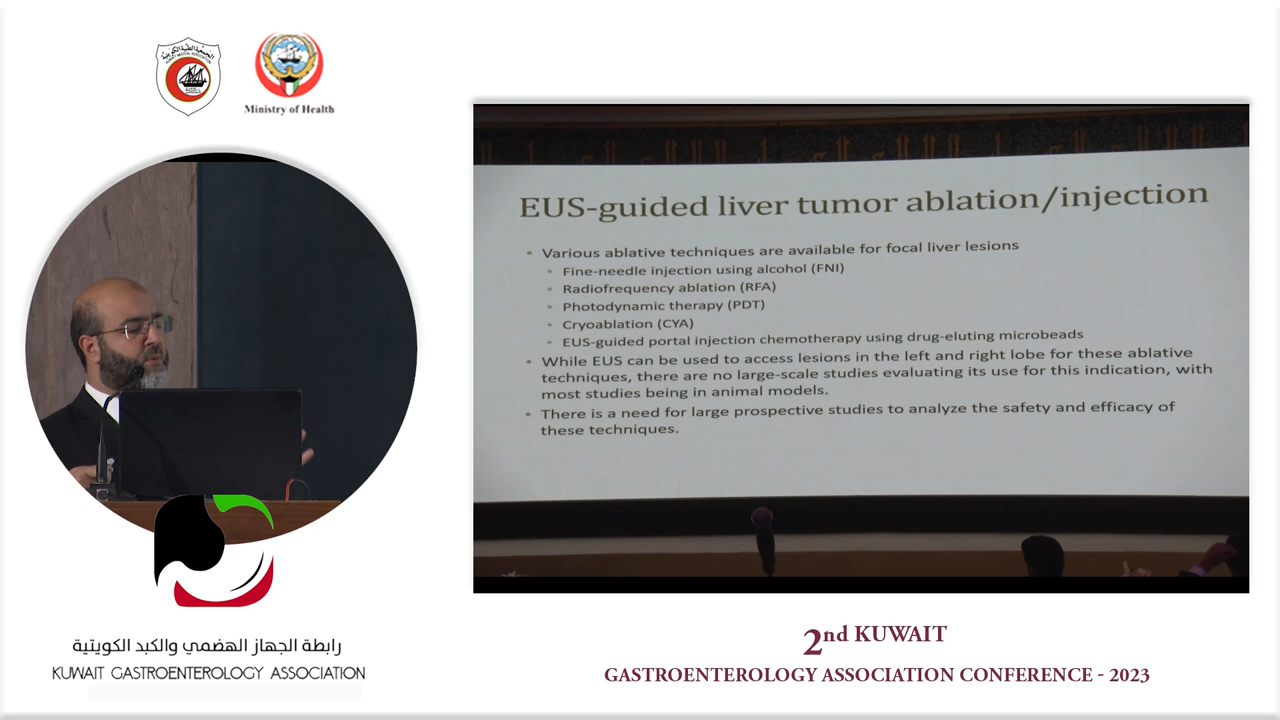 Ministry of Health
EUS-guided liver tumor ablation/injection
• Various ablative techniques are available for focal liver lesions
• Fine-needle injection using alcohol (FNI)
• Radiofrequency ablation (RFA)
• Photodynamic therapy (PDT)
• Cryoablation (CYA)
• EUS-guided portal injection chemotherapy using drug-eluting microbeads
• While EUS can be used to access lesions in the left and right lobe for these ablative
techniques, there are no large-scale studies evaluating its use for this indication, with
most studies being in animal models.
• There is a need for large prospective studies to analyze the safety and efficacy of
these techniques.
رابطة الجهاز الهضمي والكبد الكويتية
KUWAIT GASTROENTEROLOGY ASSOCIATION
2nd KUWAIT
GASTROENTEROLOGY ASSOCIATION CONFERENCE - 2023